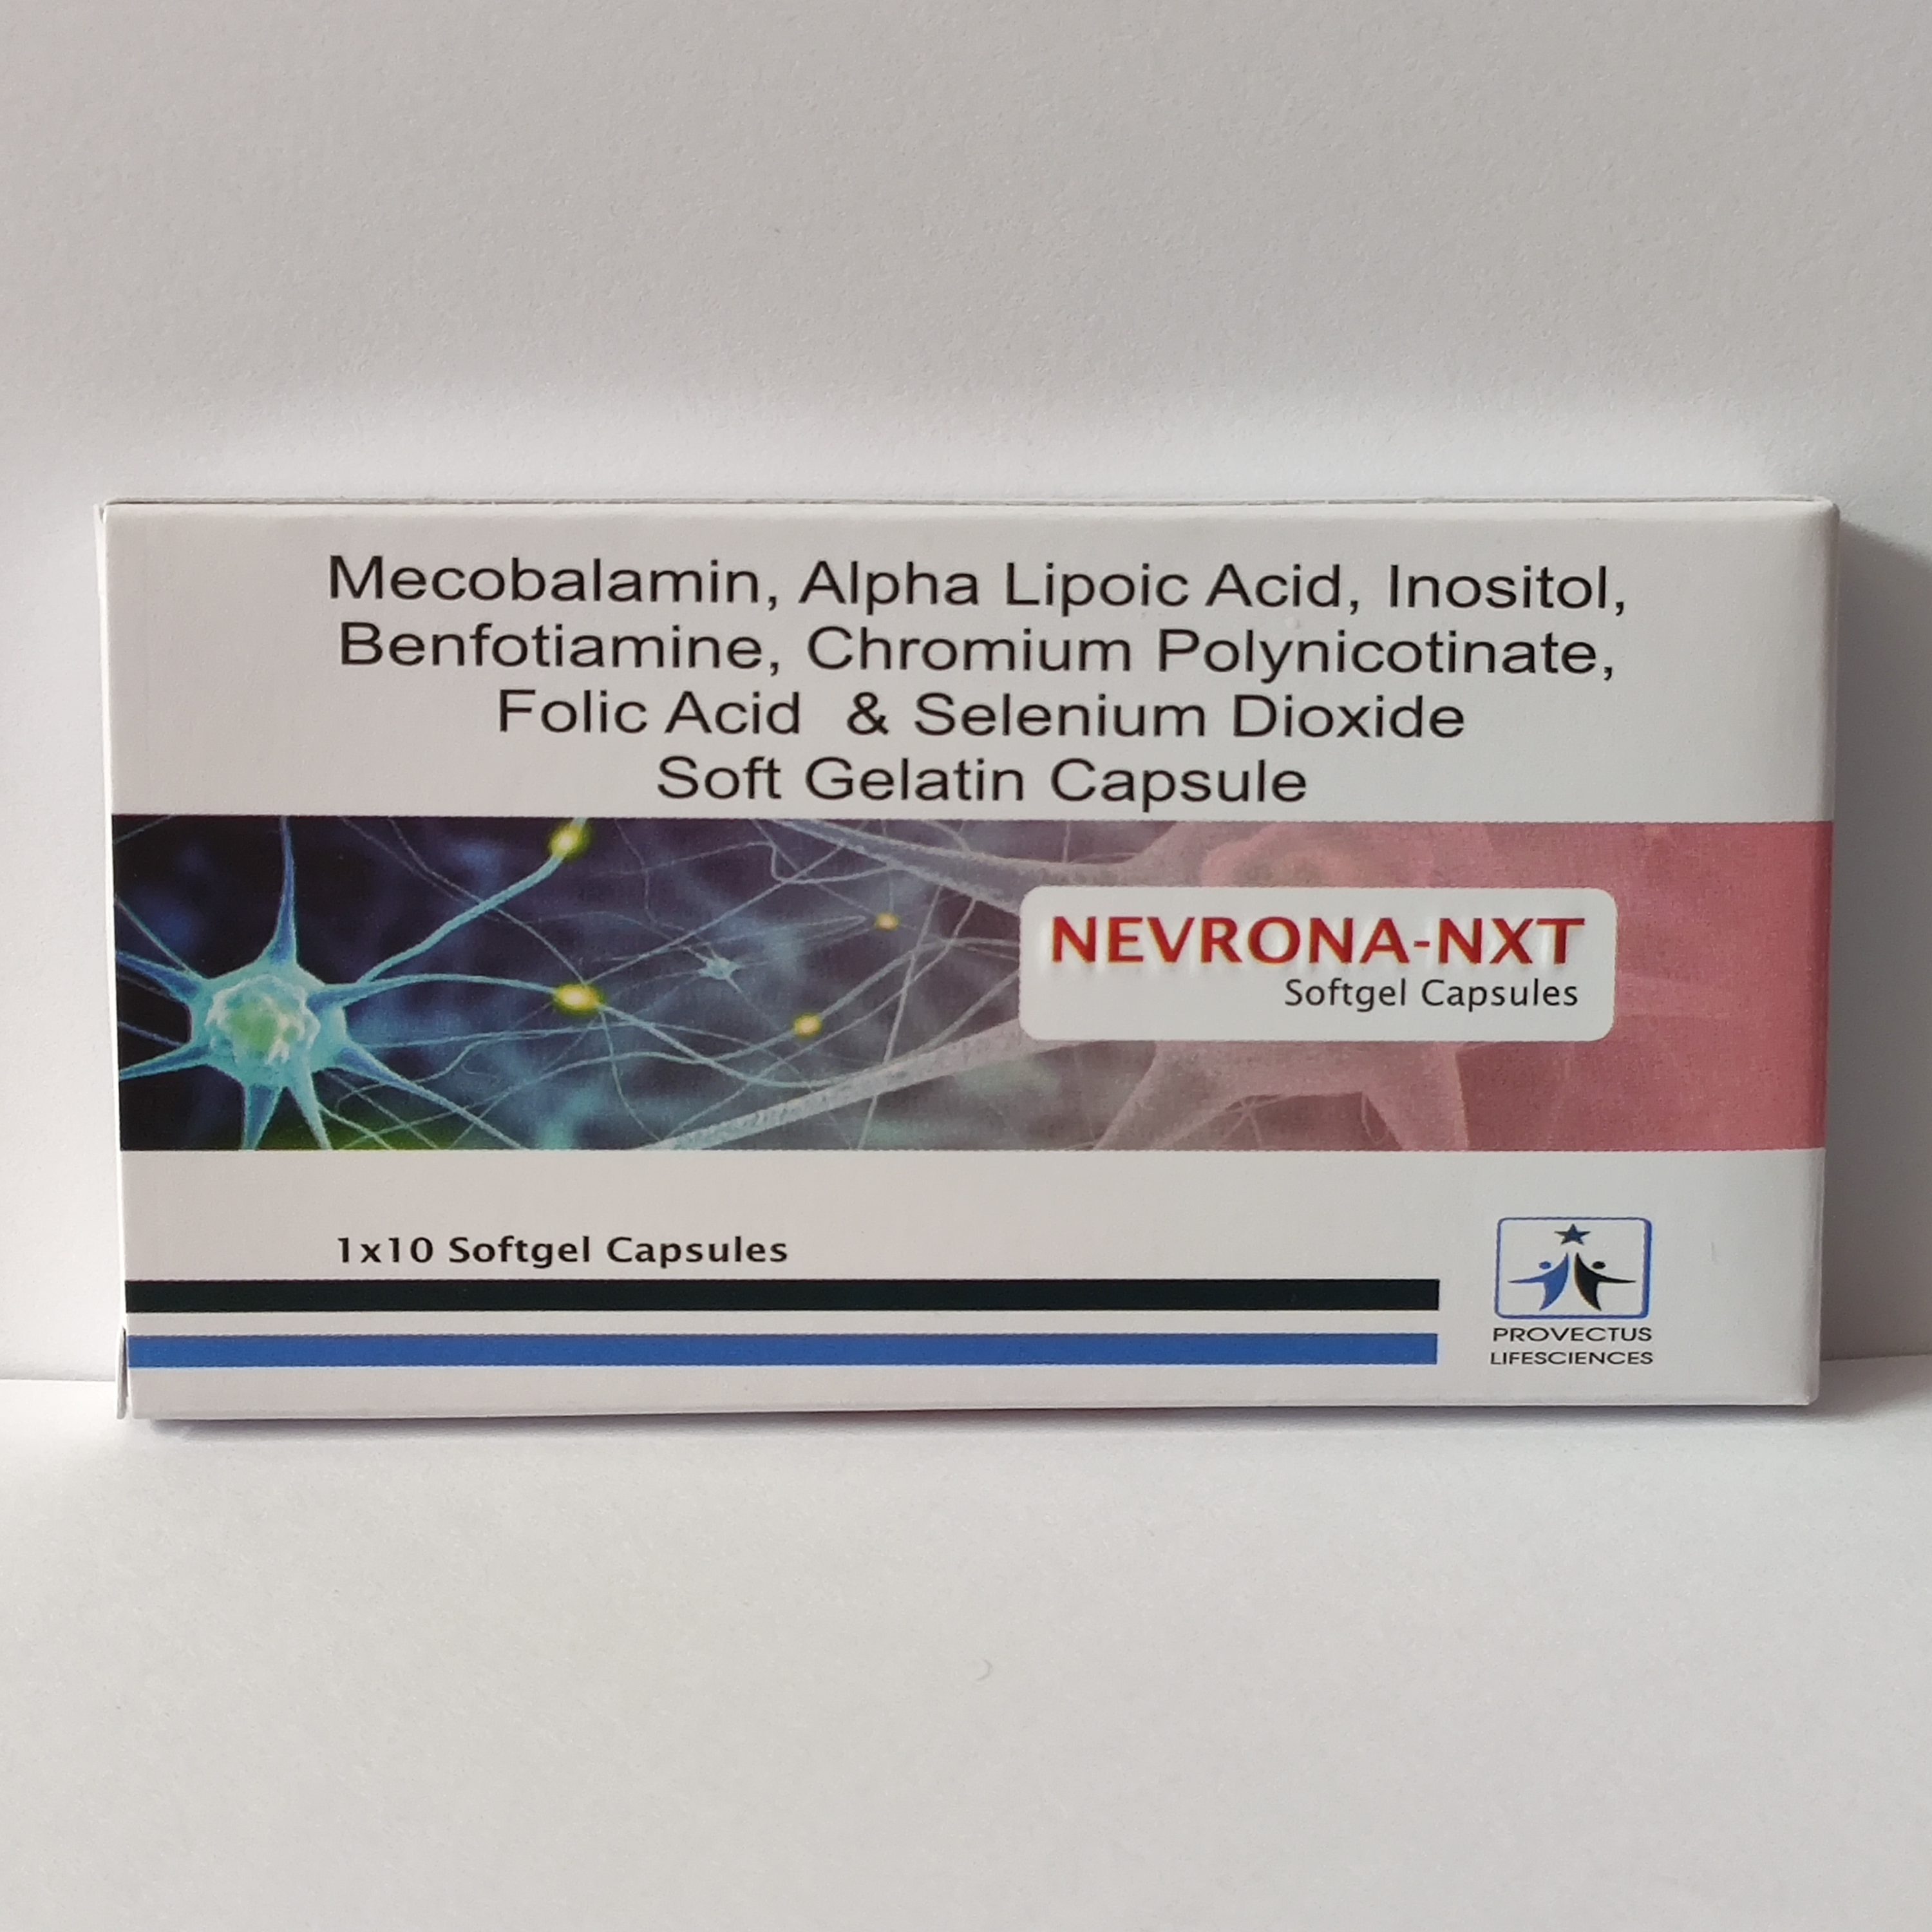 Mecobalamin, Alpha Lipoic Acid, Inositol,
Benfotiamine, Chromium Polynicotinate,
Folic Acid & Selenium Dioxide
Soft Gelatin Capsule
NEVRONA-NXT
Softgel Capsules
1x10 Softgel Capsules
PROVECTUS
LIFESCIENCES